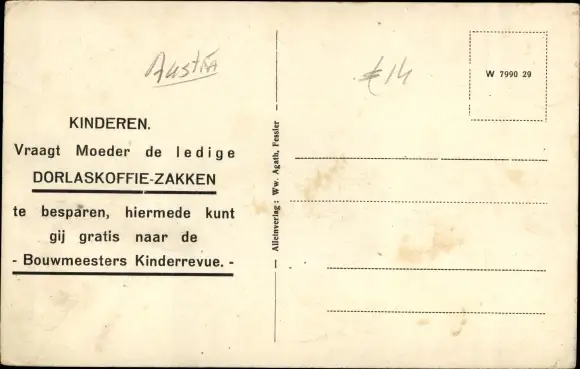 Austria
€ 14
W 7990 29
KINDEREN.
Vraagt Moeder de ledige
DORLASKOFFIE-ZAKKEN
te besparen, hiermede kunt
gij gratis naar de
- Bouwmeesters Kinderrevue. -
— Alleinverlag : Ww. Agath. Fessler —